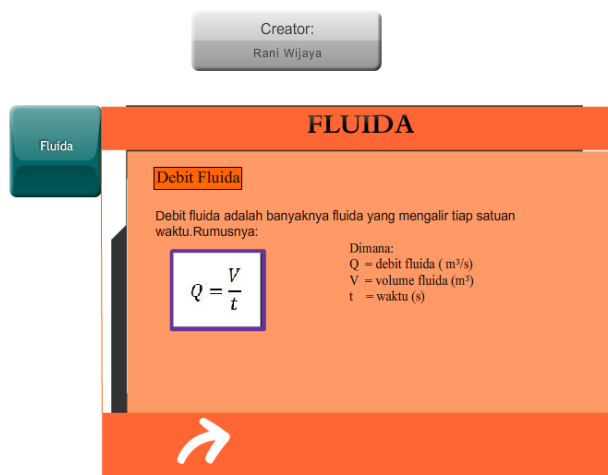 Creator:
Rani Wijaya
Fluida
FLUIDA
Debit Fluida
Debit fluida adalah banyaknya fluida yang mengalir tiap satuan
waktu.Rumusnya:
Q = V/t
Dimana:
Q = debit fluida ( m³/s)
V = volume fluida (m³)
t = waktu (s)